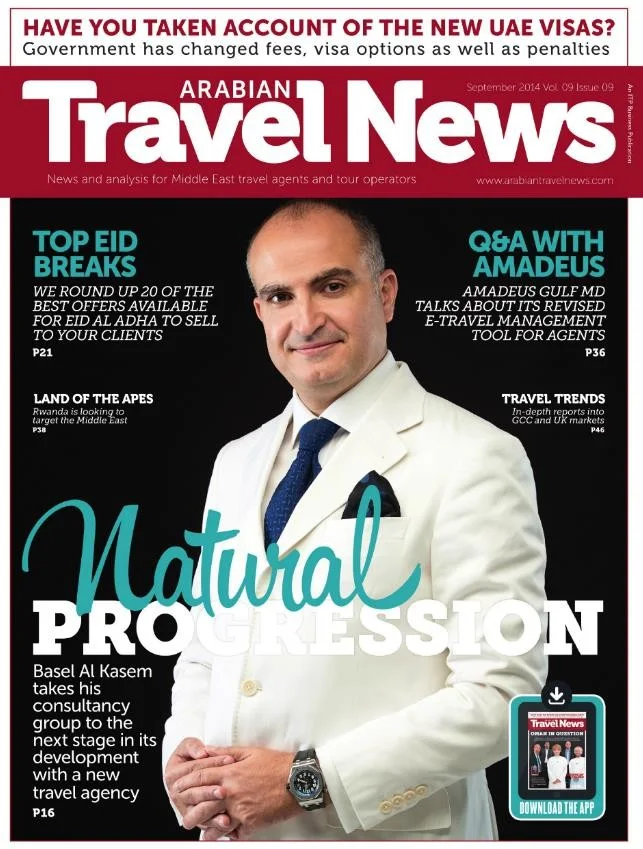 HAVE YOU TAKEN ACCOUNT OF THE NEW UAE VISAS?
Government has changed fees, visa options as well as penalties
ARABIAN
Travel News
September 2014 Vol. 09 Issue 09
An ITP Business Publication
News and analysis for Middle East travel agents and tour operators
www.arabiantravelnews.com
TOP EID
BREAKS
WE ROUND UP 20 OF THE
BEST OFFERS AVAILABLE
FOR EID AL ADHA TO SELL
TO YOUR CLIENTS
P21
Q&A WITH
AMADEUS
AMADEUS GULF MD
TALKS ABOUT ITS REVISED
E-TRAVEL MANAGEMENT
TOOL FOR AGENTS
P36
LAND OF THE APES
Rwanda is looking to
target the Middle East
P38
TRAVEL TRENDS
In-depth reports into
GCC and UK markets
P46
Natural
PROGRESSION
Basel Al Kasem
takes his
consultancy
group to the
next stage in its
development
with a new
travel agency
P16
Travel News
OMAN IN QUESTION
DOWNLOAD THE APP